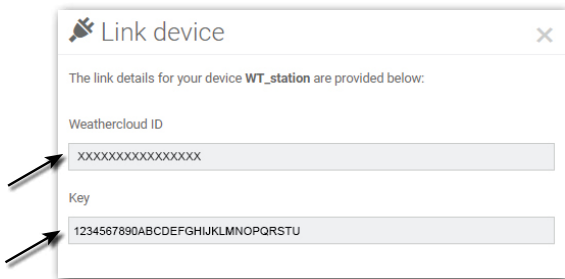 Link device
The link details for your device WT_station are provided below:
Weathercloud ID
XXXXXXXXXXXXXXXX
Key
1234567890ABCDEFGHIJKLMNOPQRSTU